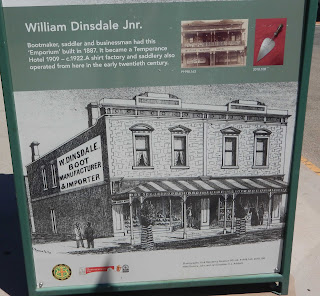 William Dinsdale Jnr.
Bootmaker, saddler and businessman had this
'Emporium' built in 1887. It became a Temperance
Hotel 1909 – c.1922. A shirt factory and saddlery also
operated from here in the early twentieth century.
W. DINSDALE
BOOT
MANUFACTURER
& IMPORTER